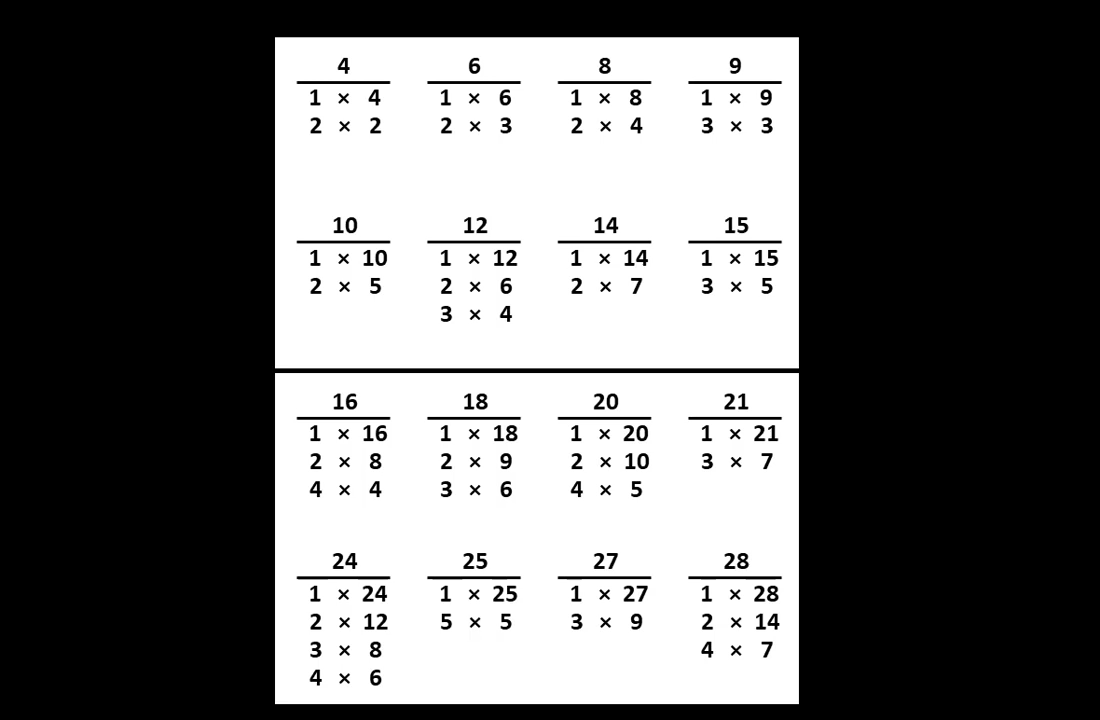 4 6 8 9
1 × 4 1 × 6 1 × 8 1 × 9
2 × 2 2 × 3 2 × 4 3 × 3
10 12 14 15
1 × 10 1 × 12 1 × 14 1 × 15
2 × 5 2 × 6 2 × 7 3 × 5
3 × 4
16 18 20 21
1 × 16 1 × 18 1 × 20 1 × 21
2 × 8 2 × 9 2 × 10 3 × 7
4 × 4 3 × 6 4 × 5
24 25 27 28
1 × 24 1 × 25 1 × 27 1 × 28
2 × 12 5 × 5 3 × 9 2 × 14
3 × 8 4 × 7
4 × 6